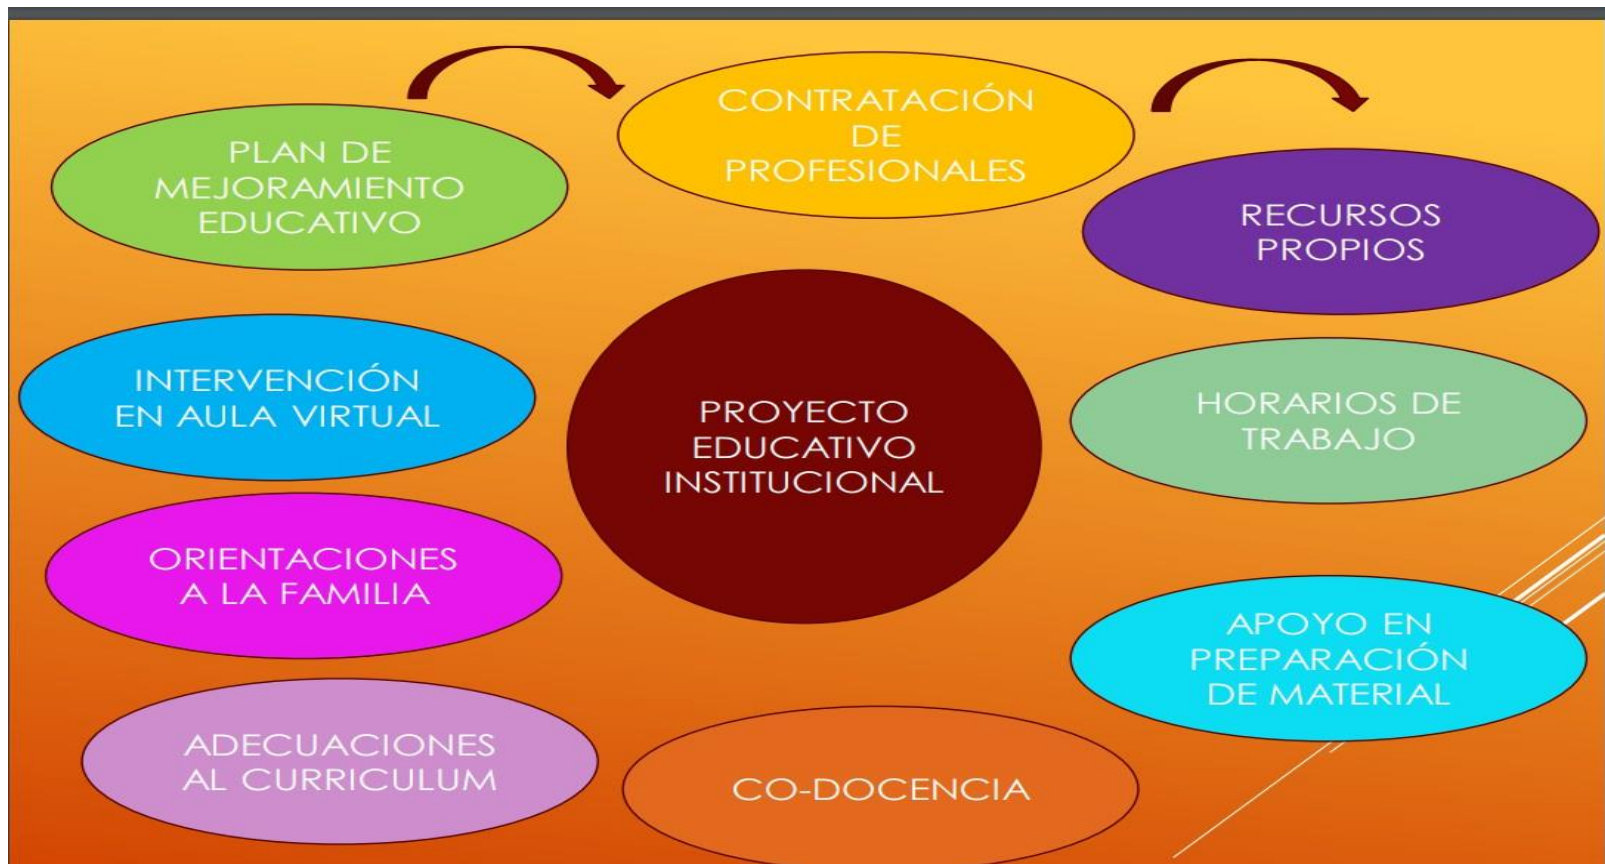 PLAN DE
MEJORAMIENTO
EDUCATIVO
CONTRATACIÓN
DE
PROFESIONALES
RECURSOS
PROPIOS
INTERVENCIÓN
EN AULA VIRTUAL
PROYECTO
EDUCATIVO
INSTITUCIONAL
HORARIOS DE
TRABAJO
ORIENTACIONES
A LA FAMILIA
APOYO EN
PREPARACIÓN
DE MATERIAL
ADECUACIONES
AL CURRICULUM
CO-DOCENCIA